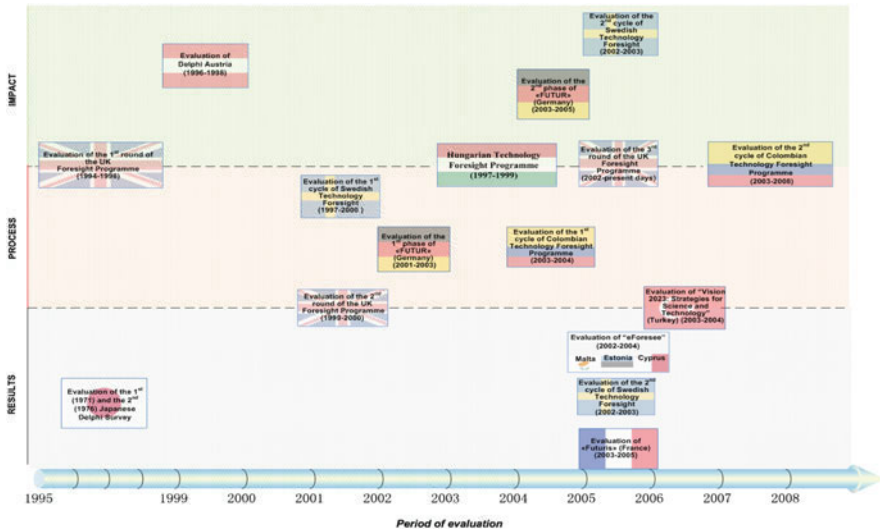 IMPACT
PROCESS
RESULTS
Evaluation of
Delphi Austria
(1996-1998)
Evaluation of the
2nd cycle of
Swedish
Technology
Foresight
(2002-2003)
Evaluation of the
2nd phase of
«FUTUR»
(Germany)
(2003-2005)
Evaluation of the 1st round of
the UK
Foresight Programme
(1994-1998)
Hungarian Technology
Foresight Programme
(1997-1999)
Evaluation of the 3rd
round of the UK
Foresight
Programme
(2002-present days)
Evaluation of the 2nd
cycle of Colombian
Technology Foresight
Programme
Evaluation of the 1st
cycle of Swedish
Technology
Foresight
(1997-2000 )
Evaluation of the
1st phase of
«FUTUR»
(Germany)
(2001-2003)
Evaluation of the 1st
cycle of Colombian
Technology Foresight
Programme
(2003-2004)
Evaluation of the 2nd
round of the UK
Foresight Programme
Evaluation of "Vision
2023: Strategies for
Science and
Technology"
(Turkey) (2003-2004)
Evaluation of "eForesee"
(2002-2004)
Malta Estonia Cyprus
Evaluation of the 1st
(1971) and the 2nd
(1976) Japanese
Delphi Survey
Evaluation of the 2nd
cycle of Swedish
Technology
Foresight
(2002-2003)
Evaluation of
«Futuris» (France)
(2003-2005)
1995 1999 2000 2001 2002 2003 2004 2005 2006 2007 2008
Period of evaluation